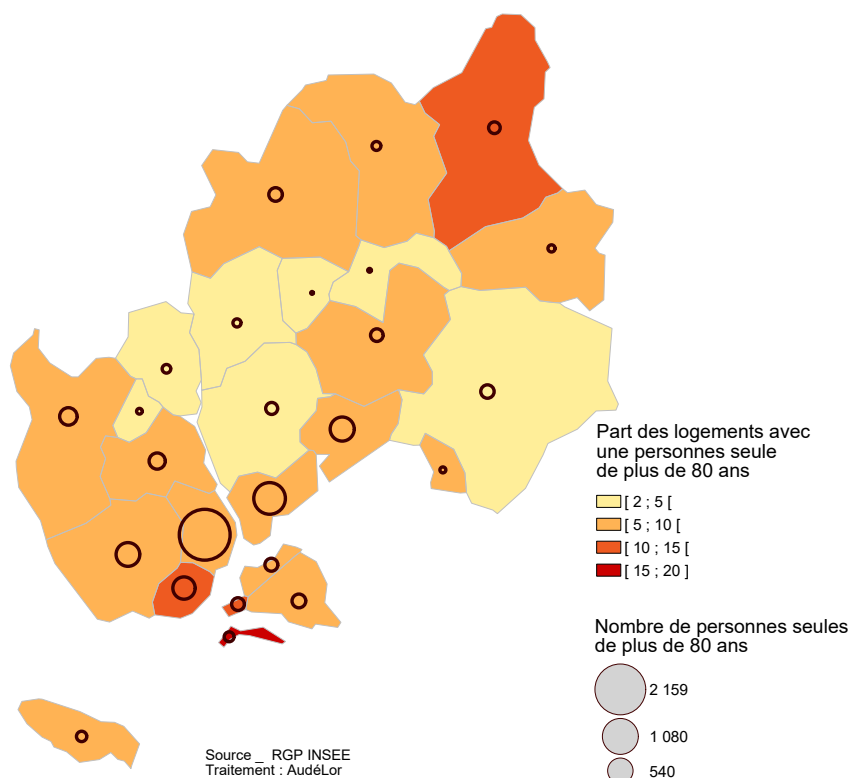 Part des logements avec
une personnes seule
de plus de 80 ans
[ 2 ; 5 [
[ 5 ; 10 [
[ 10 ; 15 [
[ 15 ; 20 ]
Nombre de personnes seules
de plus de 80 ans
2 159
1 080
540
Source _ RGP INSEE
Traitement : AudéLor